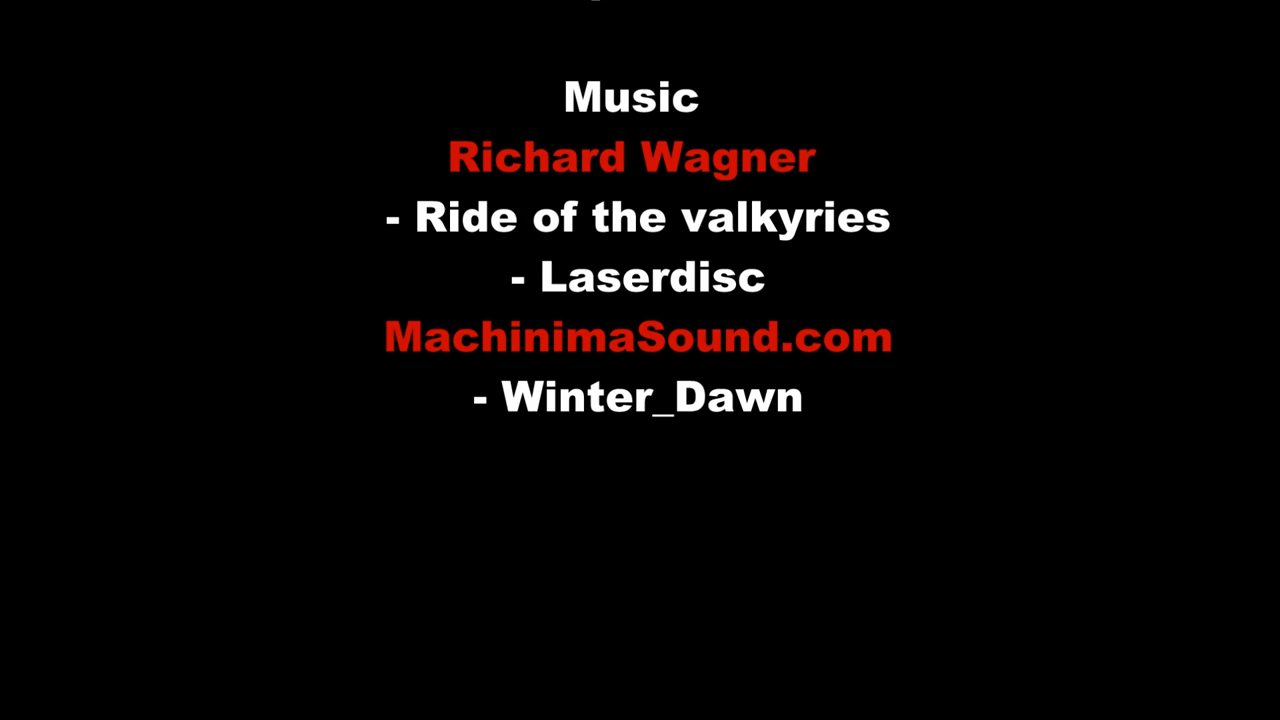 Music
Richard Wagner
- Ride of the valkyries
- Laserdisc
MachinimaSound.com
- Winter_Dawn